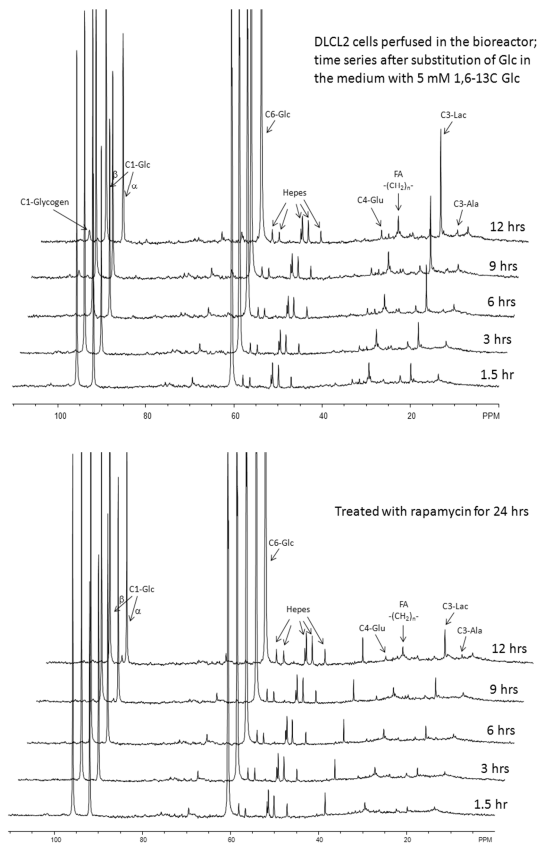 DLCL2 cells perfused in the bioreactor;
time series after substitution of Glc in
the medium with 5 mM 1,6-13C Glc
C6-Glc
C3-Lac
C1-Glc
β
α
FA
-(CH2)n-
C1-Glycogen
Hepes
C4-Glu
C3-Ala
12 hrs
9 hrs
6 hrs
3 hrs
1.5 hr
100 80 60 40 20 PPM
Treated with rapamycin for 24 hrs
C6-Glc
C1-Glc
β
α
Hepes
FA
-(CH2)n-
C4-Glu
C3-Lac
C3-Ala
12 hrs
9 hrs
6 hrs
3 hrs
1.5 hr
100 80 60 40 20 PPM